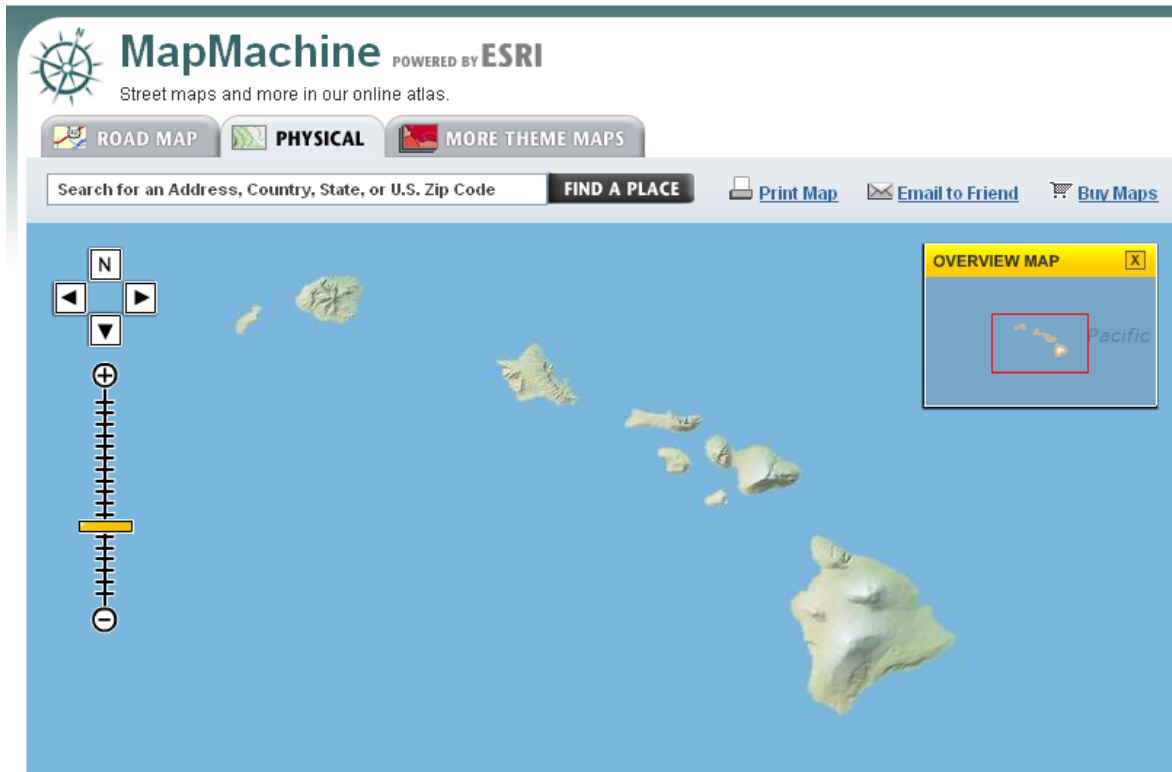 MapMachine POWERED BY ESRI
Street maps and more in our online atlas.
ROAD MAP PHYSICAL MORE THEME MAPS
Search for an Address, Country, State, or U.S. Zip Code FIND A PLACE Print Map Email to Friend Buy Maps
N
OVERVIEW MAP X
Pacific